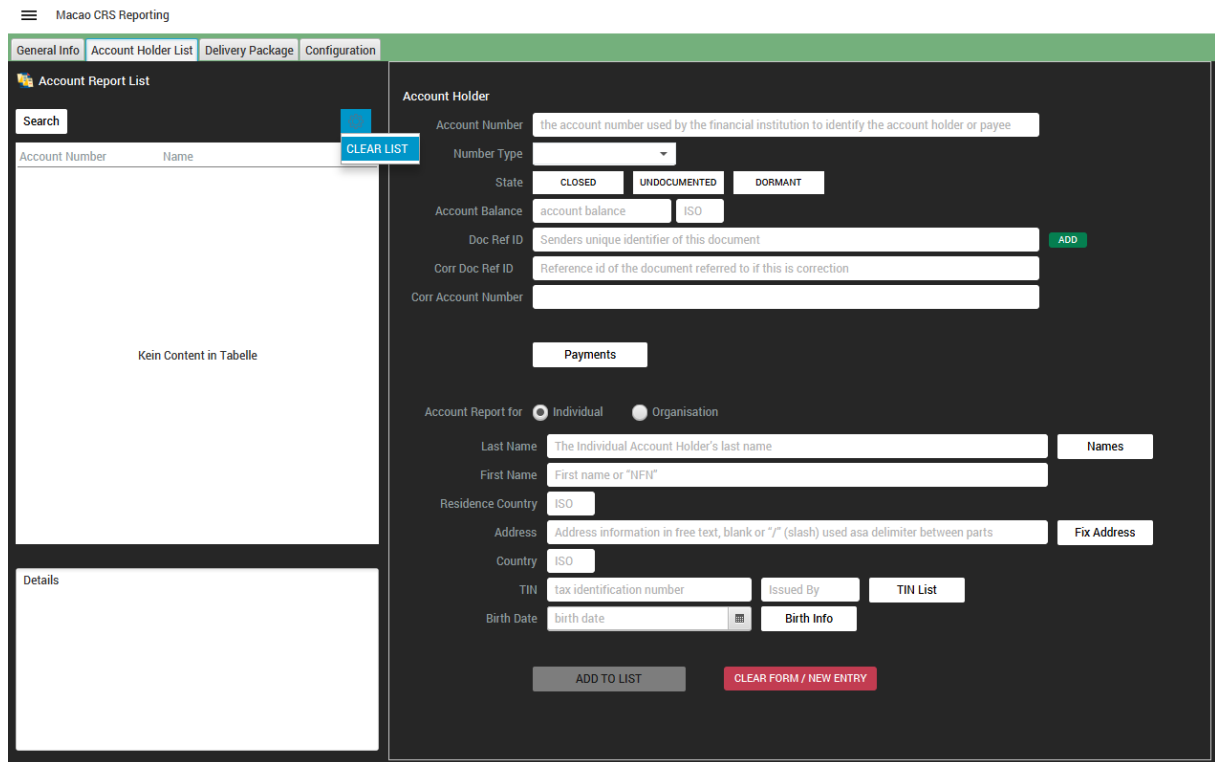 Macao CRS Reporting
General Info Account Holder List Delivery Package Configuration
Account Report List
Search
CLEAR LIST
Account Number Name
Kein Content in Tabelle
Details
Account Holder
Account Number the account number used by the financial institution to identify the account holder or payee
Number Type
State CLOSED UNDOCUMENTED DORMANT
Account Balance account balance ISO
Doc Ref ID Senders unique identifier of this document ADD
Corr Doc Ref ID Reference id of the document referred to if this is correction
Corr Account Number
Payments
Account Report for Individual Organisation
Last Name The Individual Account Holder's last name Names
First Name First name or "NFN"
Residence Country ISO
Address Address information in free text, blank or "/" (slash) used asa delimiter between parts Fix Address
Country ISO
TIN tax identification number Issued By TIN List
Birth Date birth date Birth Info
ADD TO LIST CLEAR FORM / NEW ENTRY